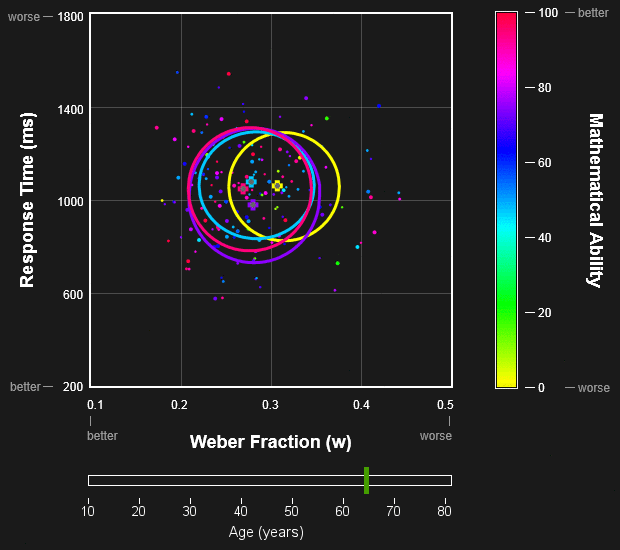 worse
1800
1400
1000
600
200
better
Response Time (ms)
0.1
0.2
0.3
0.4
0.5
better
worse
Weber Fraction (w)
100
better
80
60
40
20
0
worse
Mathematical Ability
10
20
30
40
50
60
70
80
Age (years)